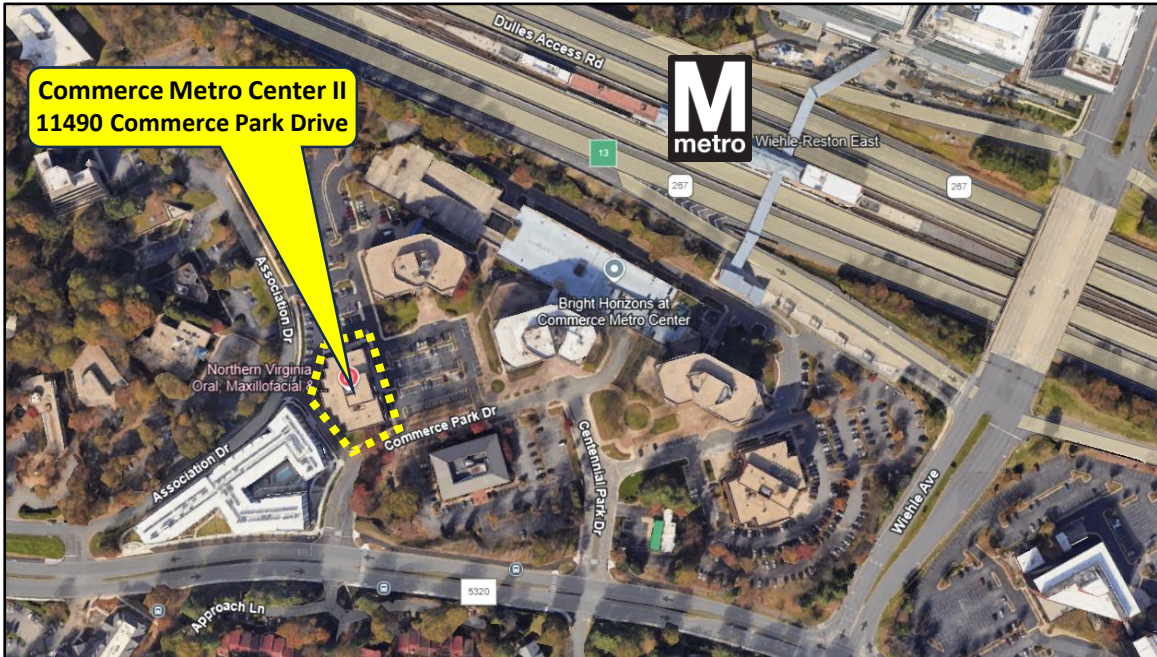 Dulles Access Rd
Commerce Metro Center II
11490 Commerce Park Drive
M
metro
Wiehle-Reston East
13
267
267
Association Dr
Bright Horizons at
Commerce Metro Center
Northern Virginia
Oral, Maxillofacial &
Commerce Park Dr
Centennial Park Dr
Association Dr
Wiehle Ave
5320
Approach Ln